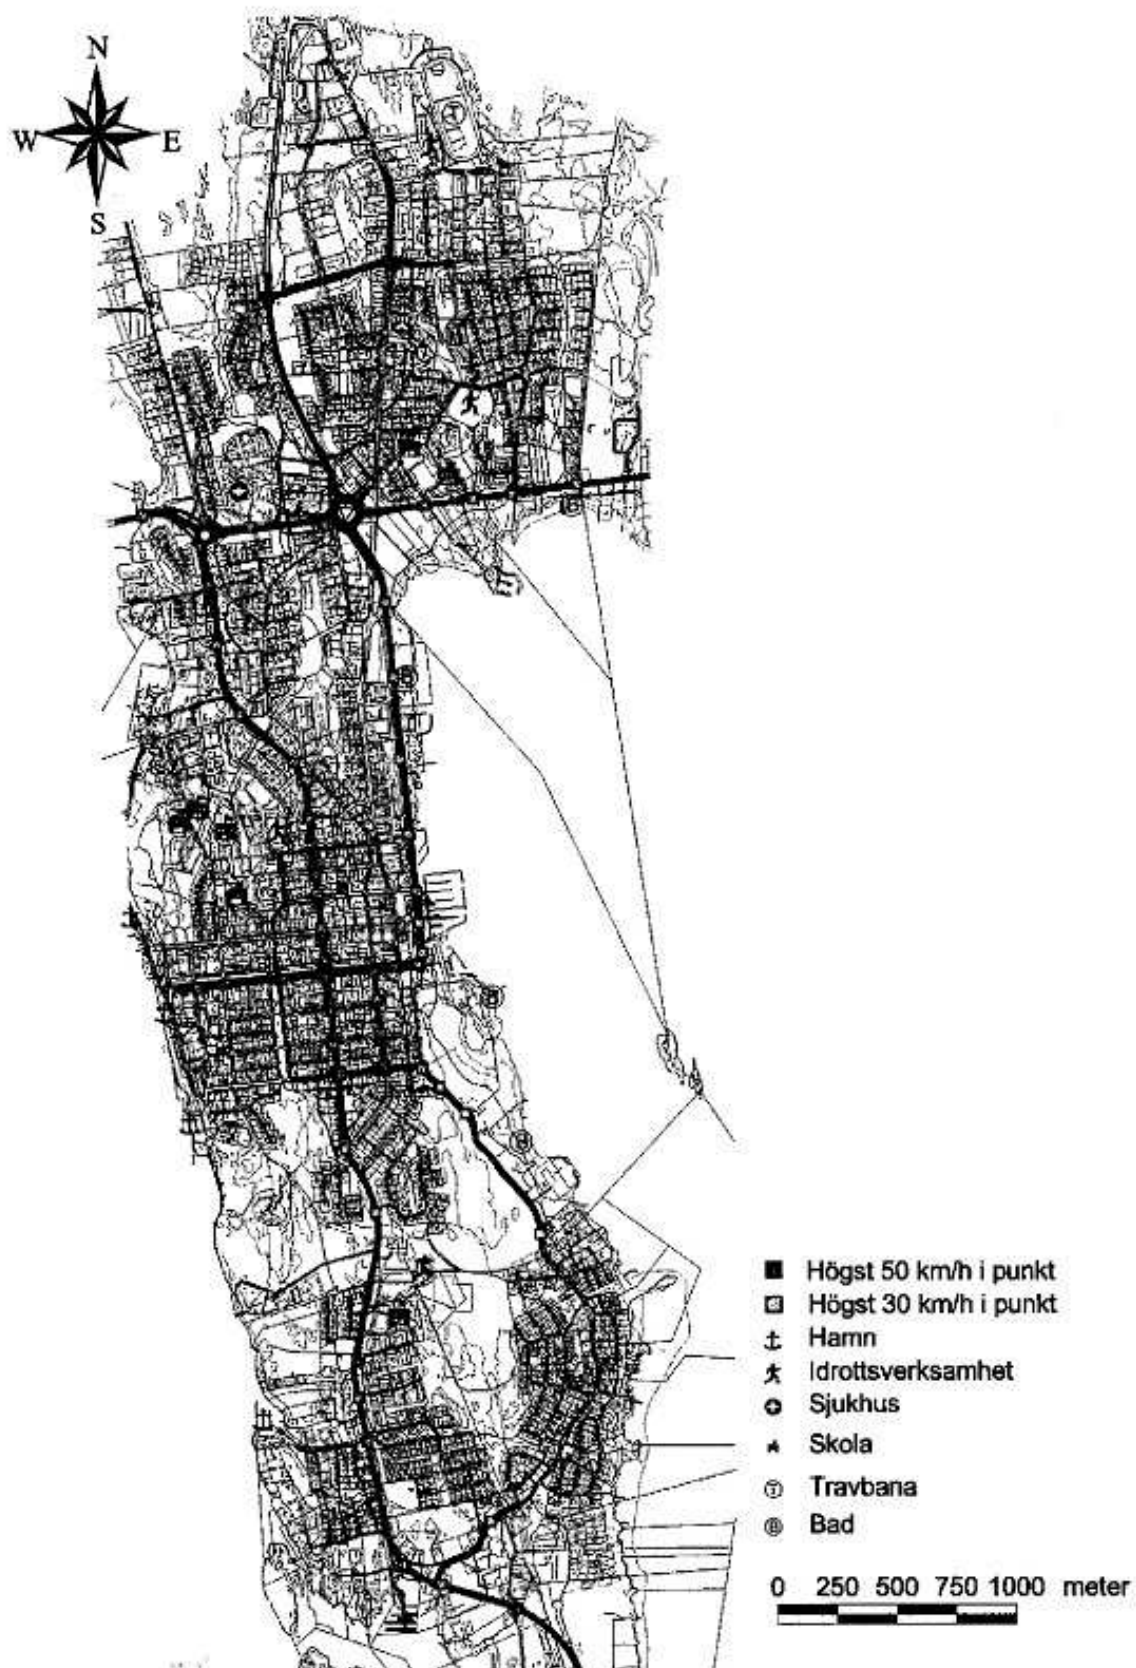 N
W E
S
Högst 50 km/h i punkt
Högst 30 km/h i punkt
Hamn
Idrottsverksamhet
Sjukhus
Skola
T Travbana
B Bad
0 250 500 750 1000 meter